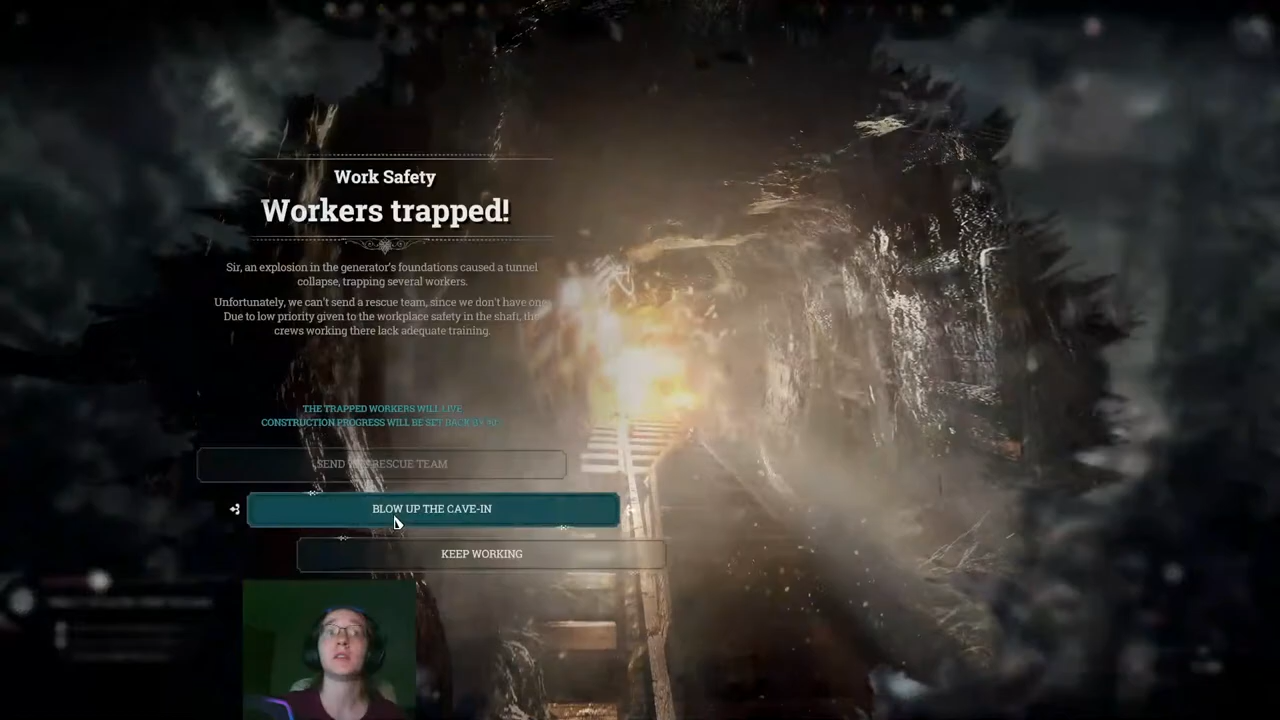 Work Safety
Workers trapped!
Sir, an explosion in the generator's foundations caused a tunnel
collapse, trapping several workers.
Unfortunately, we can't send a rescue team, since we don't have one.
Due to low priority given to the workplace safety in the shaft, the
crews working there lack adequate training.
THE TRAPPED WORKERS WILL LIVE
CONSTRUCTION PROGRESS WILL BE SET BACK BY
SEND RESCUE TEAM
BLOW UP THE CAVE-IN
KEEP WORKING